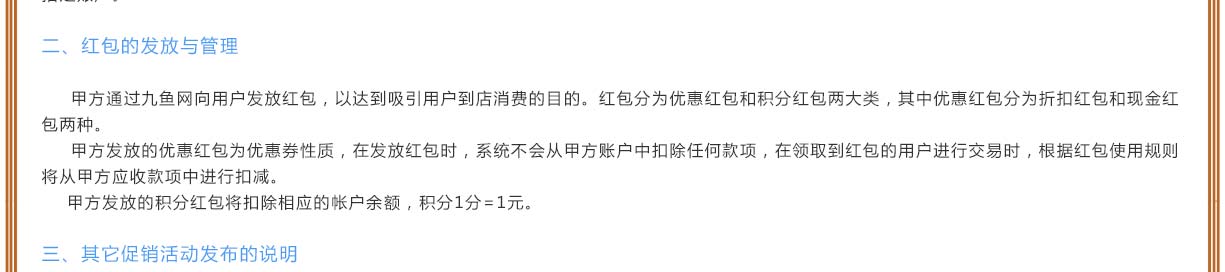 二、红包的发放与管理
甲方通过九鱼网向用户发放红包，以达到吸引用户到店消费的目的。红包分为优惠红包和积分红包两大类，其中优惠红包分为折扣红包和现金红
包两种。
甲方发放的优惠红包为优惠券性质，在发放红包时，系统不会从甲方账户中扣除任何款项，在领取到红包的用户进行交易时，根据红包使用规则
将从甲方应收款项中进行扣减。
甲方发放的积分红包将扣除相应的帐户余额，积分1分=1元。
三、其它促销活动发布的说明